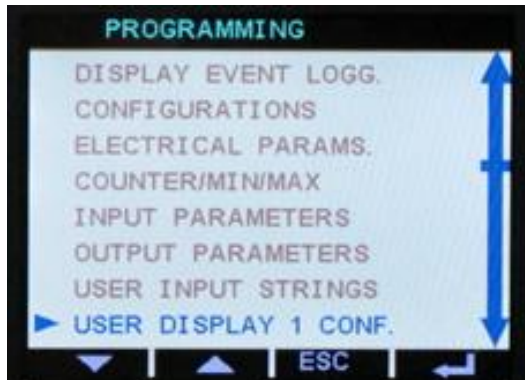 PROGRAMMING
DISPLAY EVENT LOGG.
CONFIGURATIONS
ELECTRICAL PARAMS.
COUNTER/MIN/MAX
INPUT PARAMETERS
OUTPUT PARAMETERS
USER INPUT STRINGS
USER DISPLAY 1 CONF.
ESC